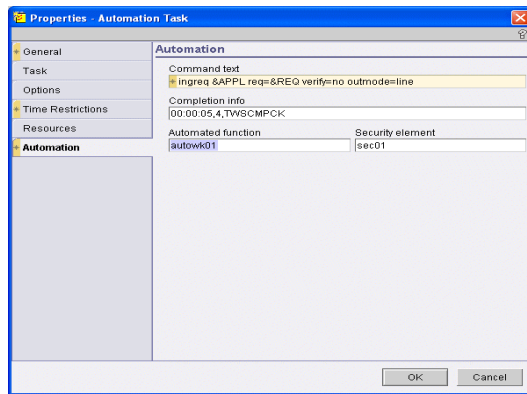 Properties - Automation Task
General
Task
Options
Time Restrictions
Resources
Automation
Automation
Command text
ingreq &APPL req=&REQ verify=no outmode=line
Completion info
00:00:05,4,TWSCMPCK
Automated function
Security element
autowk01
sec01
OK
Cancel